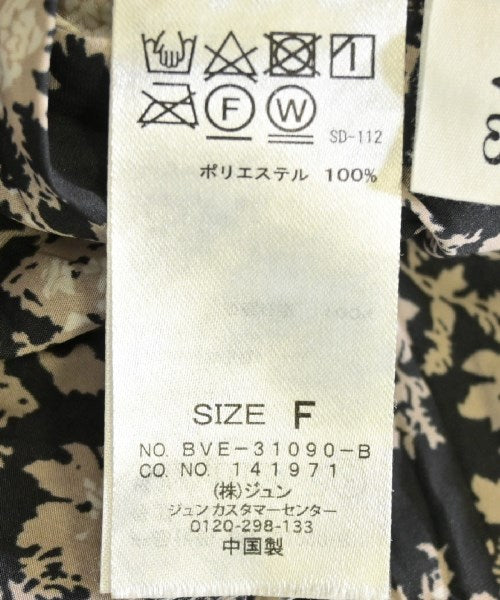 F W
SD-112
ポリエステル 100%
SIZE F
NO. BVE-31090-B
CO. NO. 141971
(株)ジュン
ジュン カスタマーセンター
0120-298-133
中国製